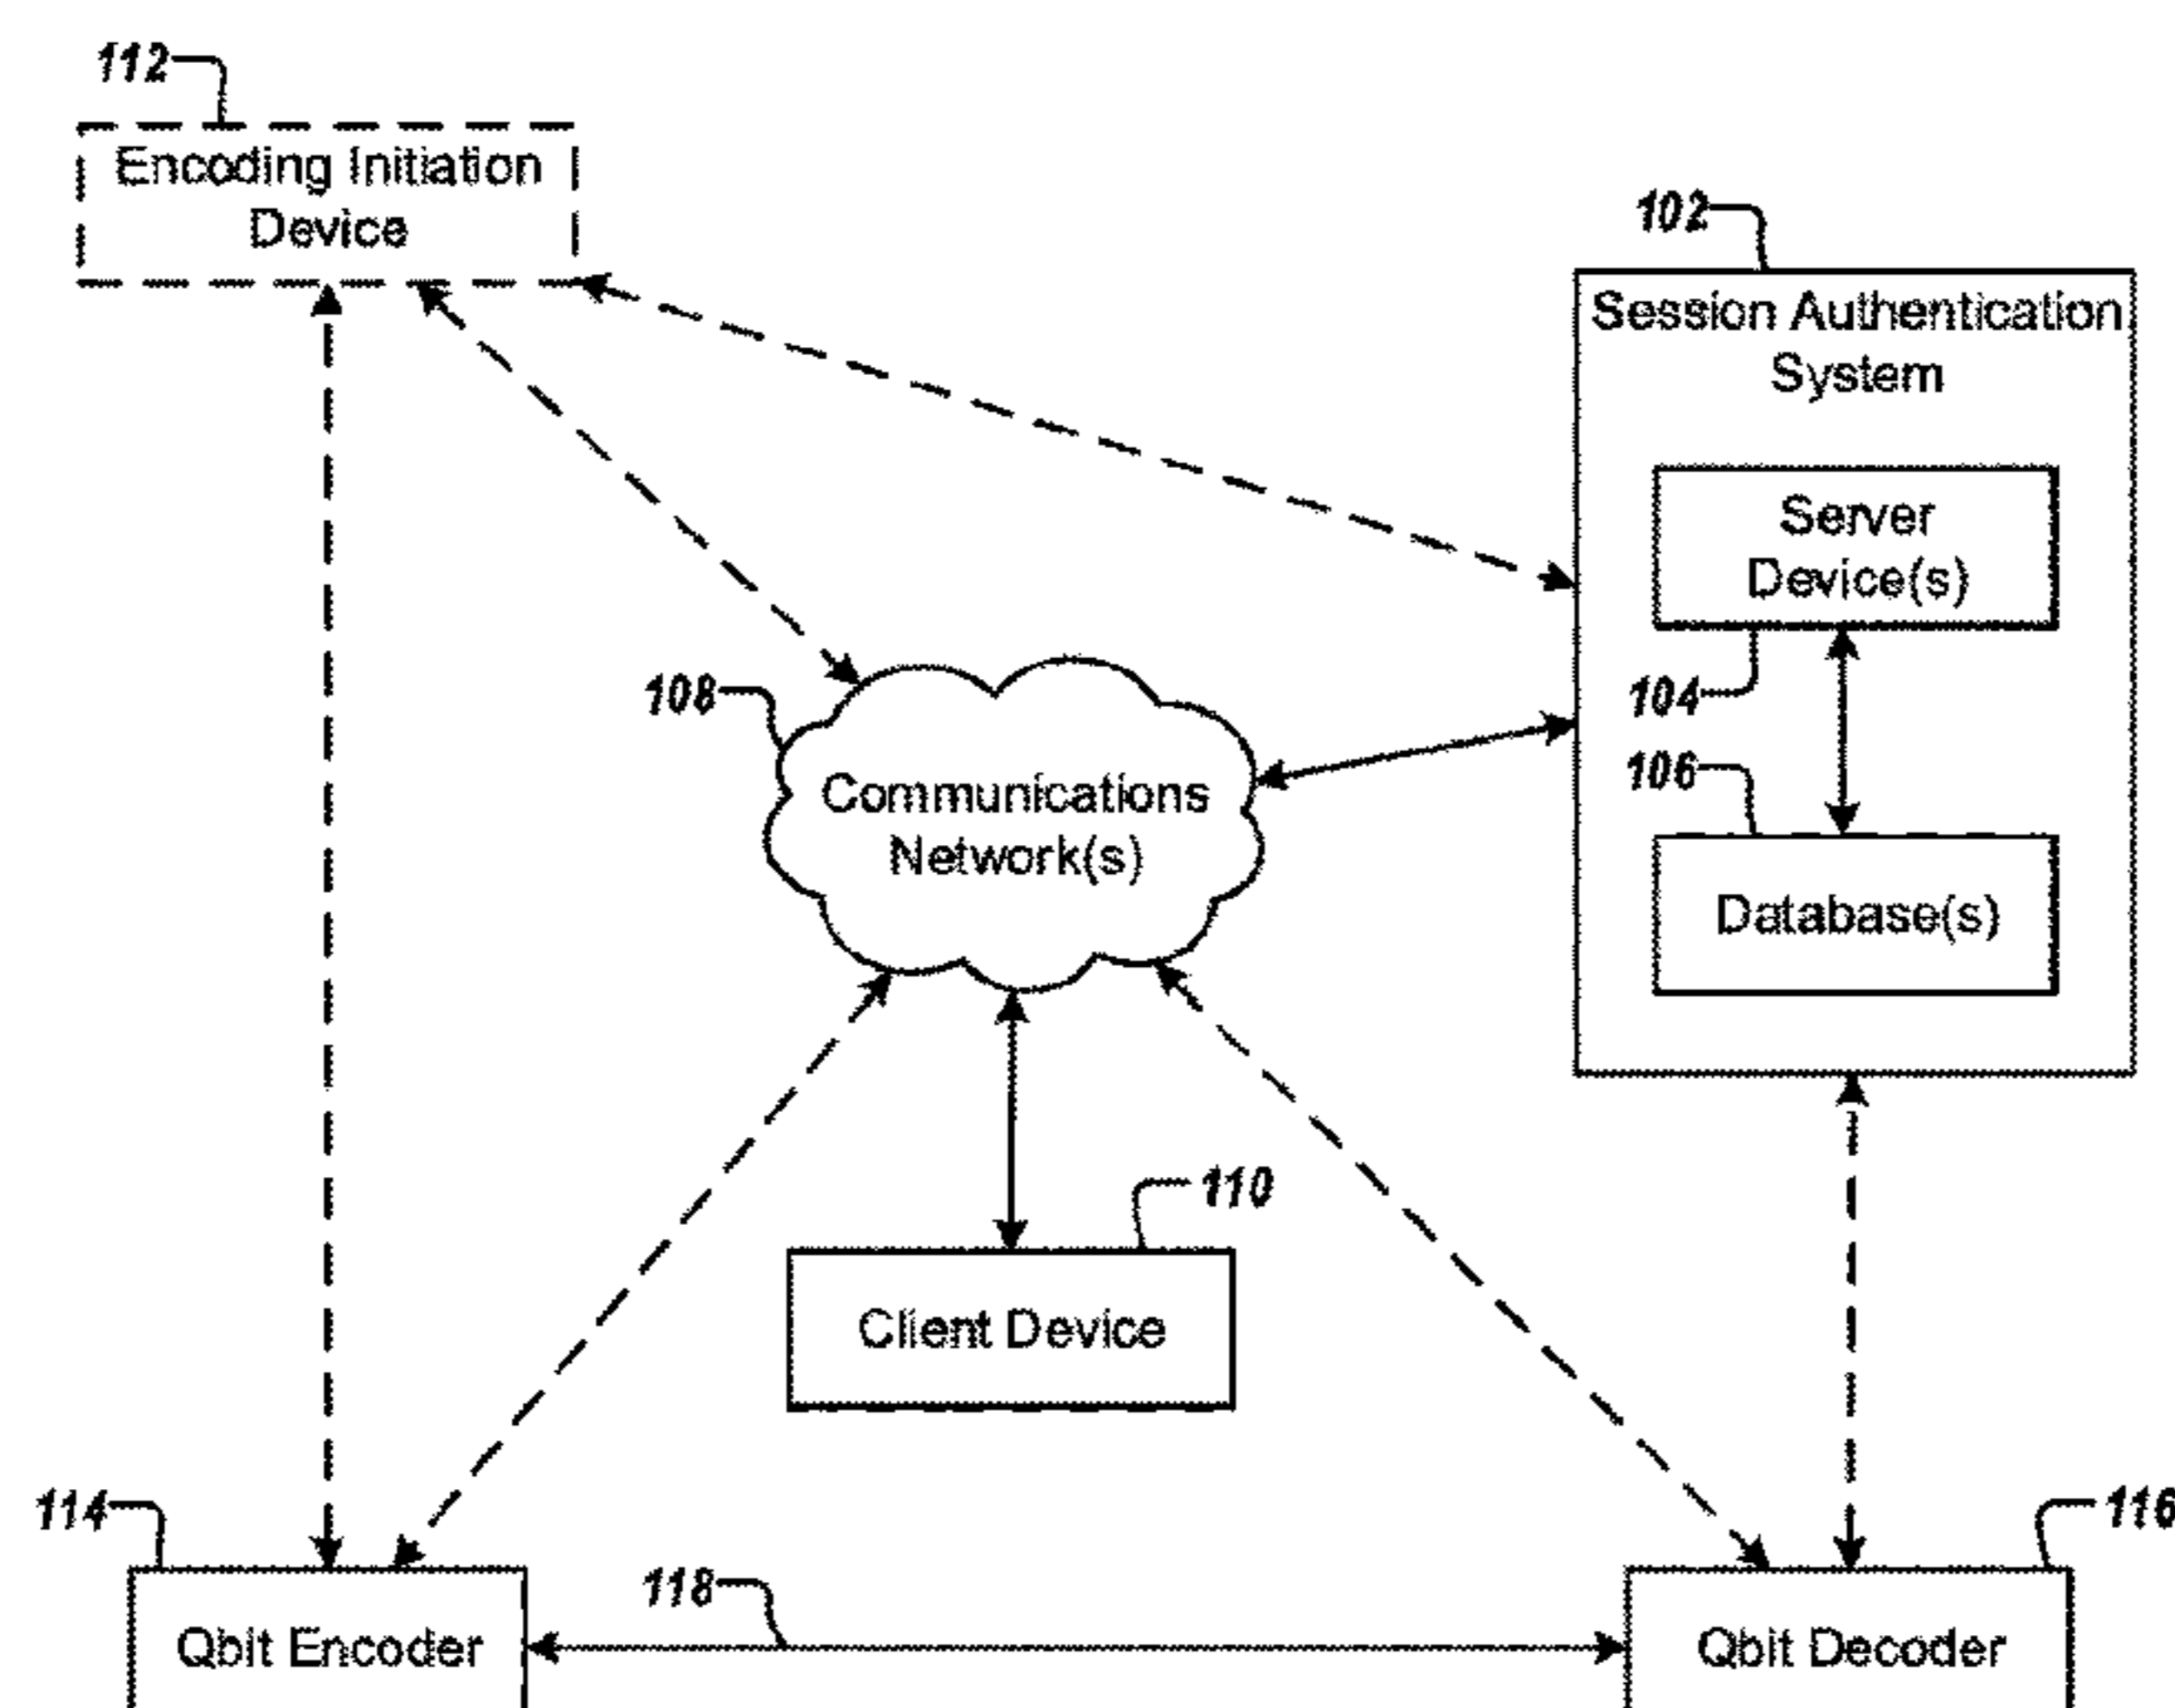 112
Encoding Initiation
Device
102
Session Authentication
System
Server
Device(s)
104
108
106
Communications
Network(s)
Database(s)
110
Client Device
114
116
118
Qbit Encoder
Qbit Decoder